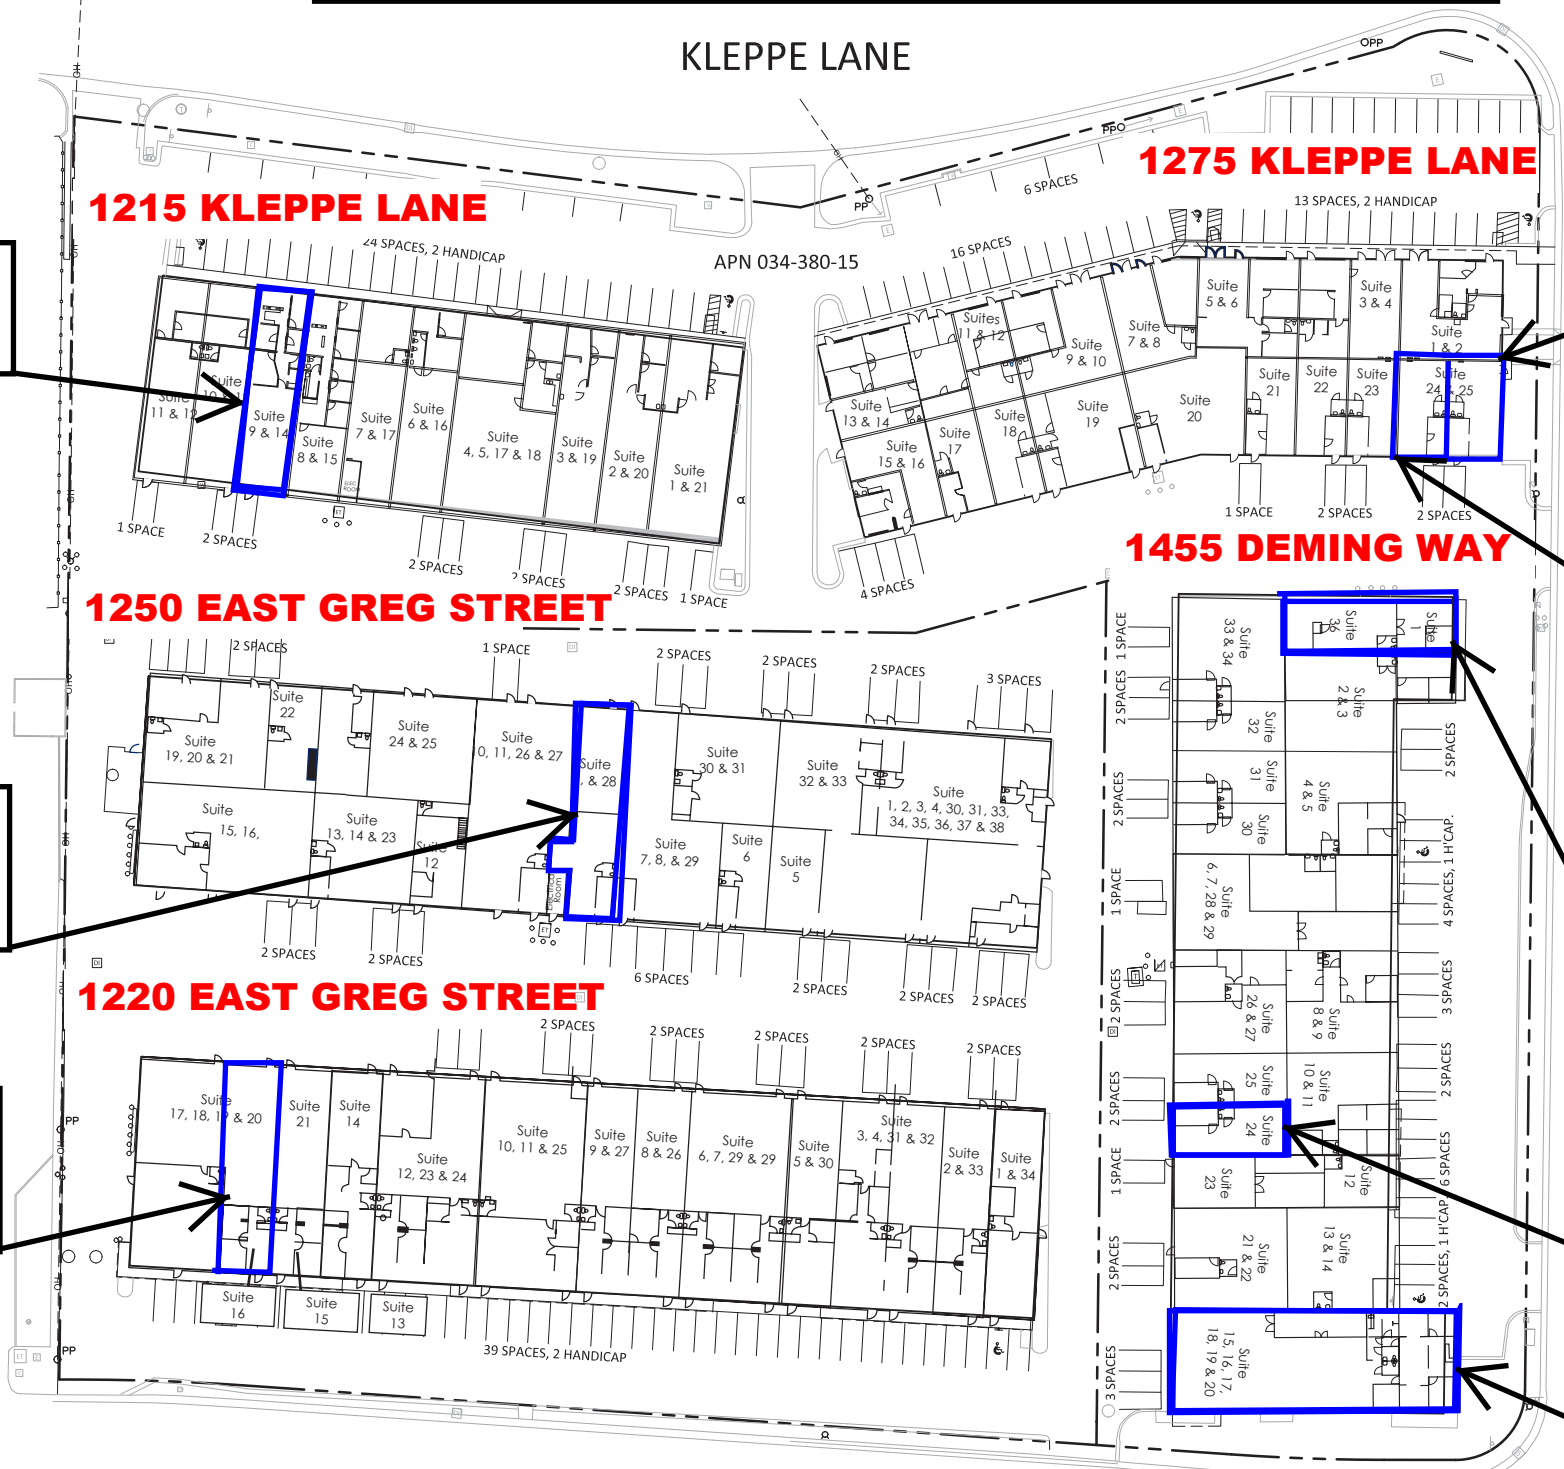 KLEPPE LANE
1275 KLEPPE LANE
13 SPACES, 2 HANDICAP
6 SPACES
16 SPACES
APN 034-380-15
PP
PP
PP
1215 KLEPPE LANE
24 SPACES, 2 HANDICAP
Suite
11 & 12
Suite
Suite
9 & 14
Suite
8 & 15
Suite
7 & 17
Suite
6 & 16
Suite
4, 5, 17 & 18
Suite
3 & 19
Suite
2 & 20
Suite
1 & 21
ELEC
ROOM
ET
1 SPACE
2 SPACES
2 SPACES
2 SPACES
2 SPACES
1 SPACE
Suites
11 & 12
Suite
9 & 10
Suite
7 & 8
Suite
5 & 6
Suite
3 & 4
Suite
1 & 2
Suite
13 & 14
Suite
15 & 16
Suite
17
Suite
18
Suite
19
Suite
20
Suite
21
Suite
22
Suite
23
Suite
24 & 25
4 SPACES
1 SPACE
2 SPACES
2 SPACES
1455 DEMING WAY
1250 EAST GREG STREET
2 SPACES
1 SPACE
2 SPACES
2 SPACES
2 SPACES
3 SPACES
Suite
19, 20 & 21
Suite
22
Suite
24 & 25
Suite
0, 11, 26 & 27
Suite
, & 28
Suite
30 & 31
Suite
32 & 33
Suite
1, 2, 3, 4, 30, 31, 33,
34, 35, 36, 37 & 38
Suite
15, 16,
Suite
13, 14 & 23
Suite
12
Electrical
Room
Suite
7, 8, & 29
Suite
6
Suite
5
ET
DI
2 SPACES
2 SPACES
6 SPACES
2 SPACES
2 SPACES
2 SPACES
1220 EAST GREG STREET
2 SPACES
2 SPACES
2 SPACES
2 SPACES
2 SPACES
Suite
17, 18, 19 & 20
Suite
21
Suite
14
Suite
12, 23 & 24
Suite
10, 11 & 25
Suite
9 & 27
Suite
8 & 26
Suite
6, 7, 29 & 29
Suite
5 & 30
Suite
3, 4, 31 & 32
Suite
2 & 33
Suite
1 & 34
Suite
16
Suite
15
Suite
13
39 SPACES, 2 HANDICAP
PP
PP
1 SPACE
2 SPACES
2 SPACES
1 SPACE
2 SPACES
2 SPACES
1 SPACE
2 SPACES
3 SPACES
Suite
33 & 34
Suite
36
Suite
1
Suite
2 & 3
Suite
32
Suite
31
Suite
30
Suite
4 & 5
Suite
6, 7, 28 & 29
Suite
26 & 27
Suite
8 & 9
Suite
25
Suite
10 & 11
Suite
24
Suite
23
Suite
12
Suite
21 & 22
Suite
13 & 14
Suite
15, 16, 17,
18, 19 & 20
2 SPACES
4 SPACES, 1 H'CAP.
3 SPACES
2 SPACES
6 SPACES
2 SPACES, 1 H'CAP